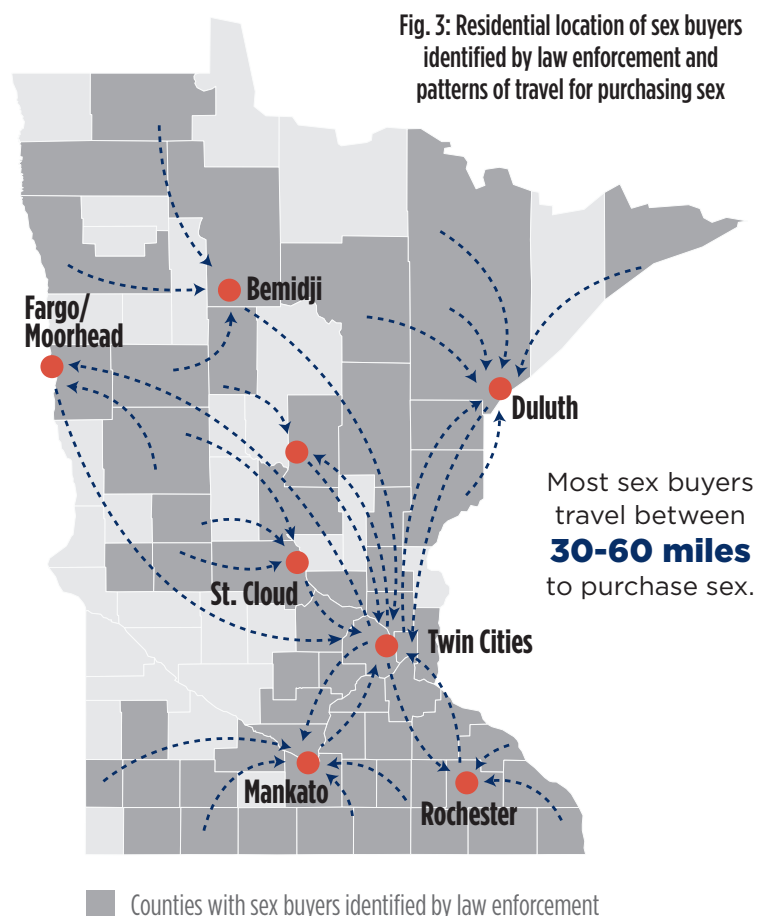 Fig. 3: Residential location of sex buyers
identified by law enforcement and
patterns of travel for purchasing sex
Bemidji
Fargo/
Moorhead
Duluth
Most sex buyers
travel between
30-60 miles
to purchase sex.
St. Cloud
Twin Cities
Mankato
Rochester
Counties with sex buyers identified by law enforcement